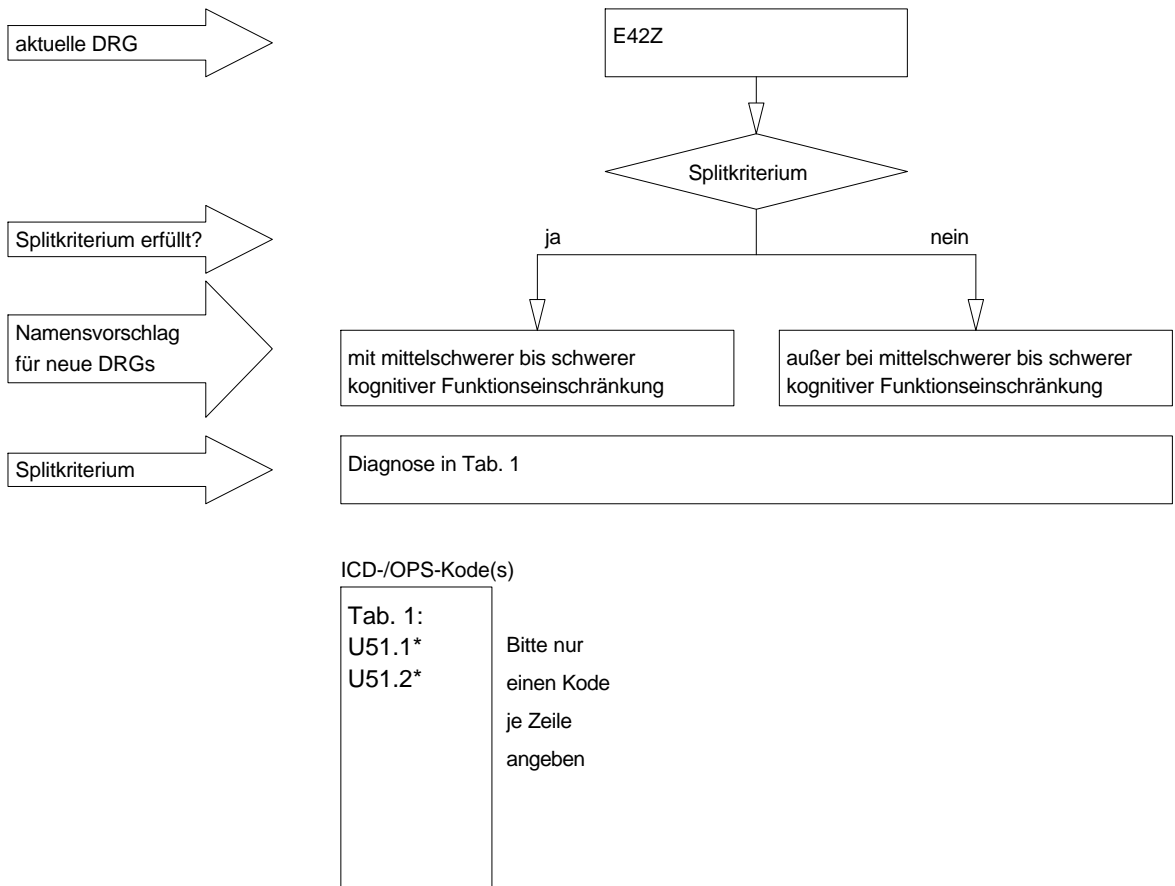 aktuelle DRG
E42Z
Splitkriterium
Splitkriterium erfüllt?
ja
nein
Namensvorschlag
für neue DRGs
mit mittelschwerer bis schwerer
kognitiver Funktionseinschränkung
außer bei mittelschwerer bis schwerer
kognitiver Funktionseinschränkung
Splitkriterium
Diagnose in Tab. 1
ICD-/OPS-Kode(s)
Tab. 1:
U51.1*
U51.2*
Bitte nur
einen Kode
je Zeile
angeben